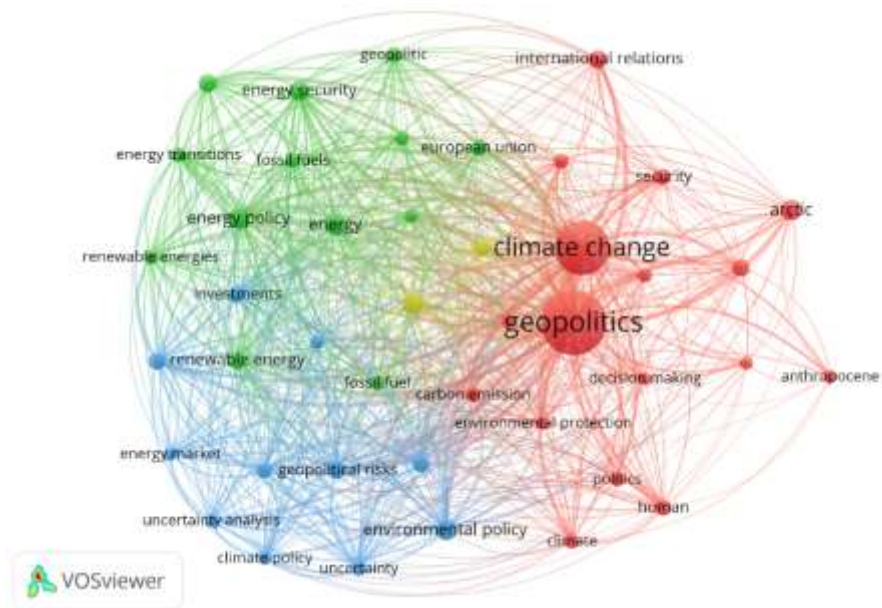 geopolitic
international relations
energy security
energy transitions
fossil fuels
european union
security
energy policy
energy
arctic
climate change
renewable energies
investments
geopolitics
renewable energy
fossil fuel
decision making
anthropocene
carbon emission
environmental protection
energy market
geopolitical risks
politics
human
uncertainty analysis
environmental policy
climate
climate policy
uncertainty
VOSviewer